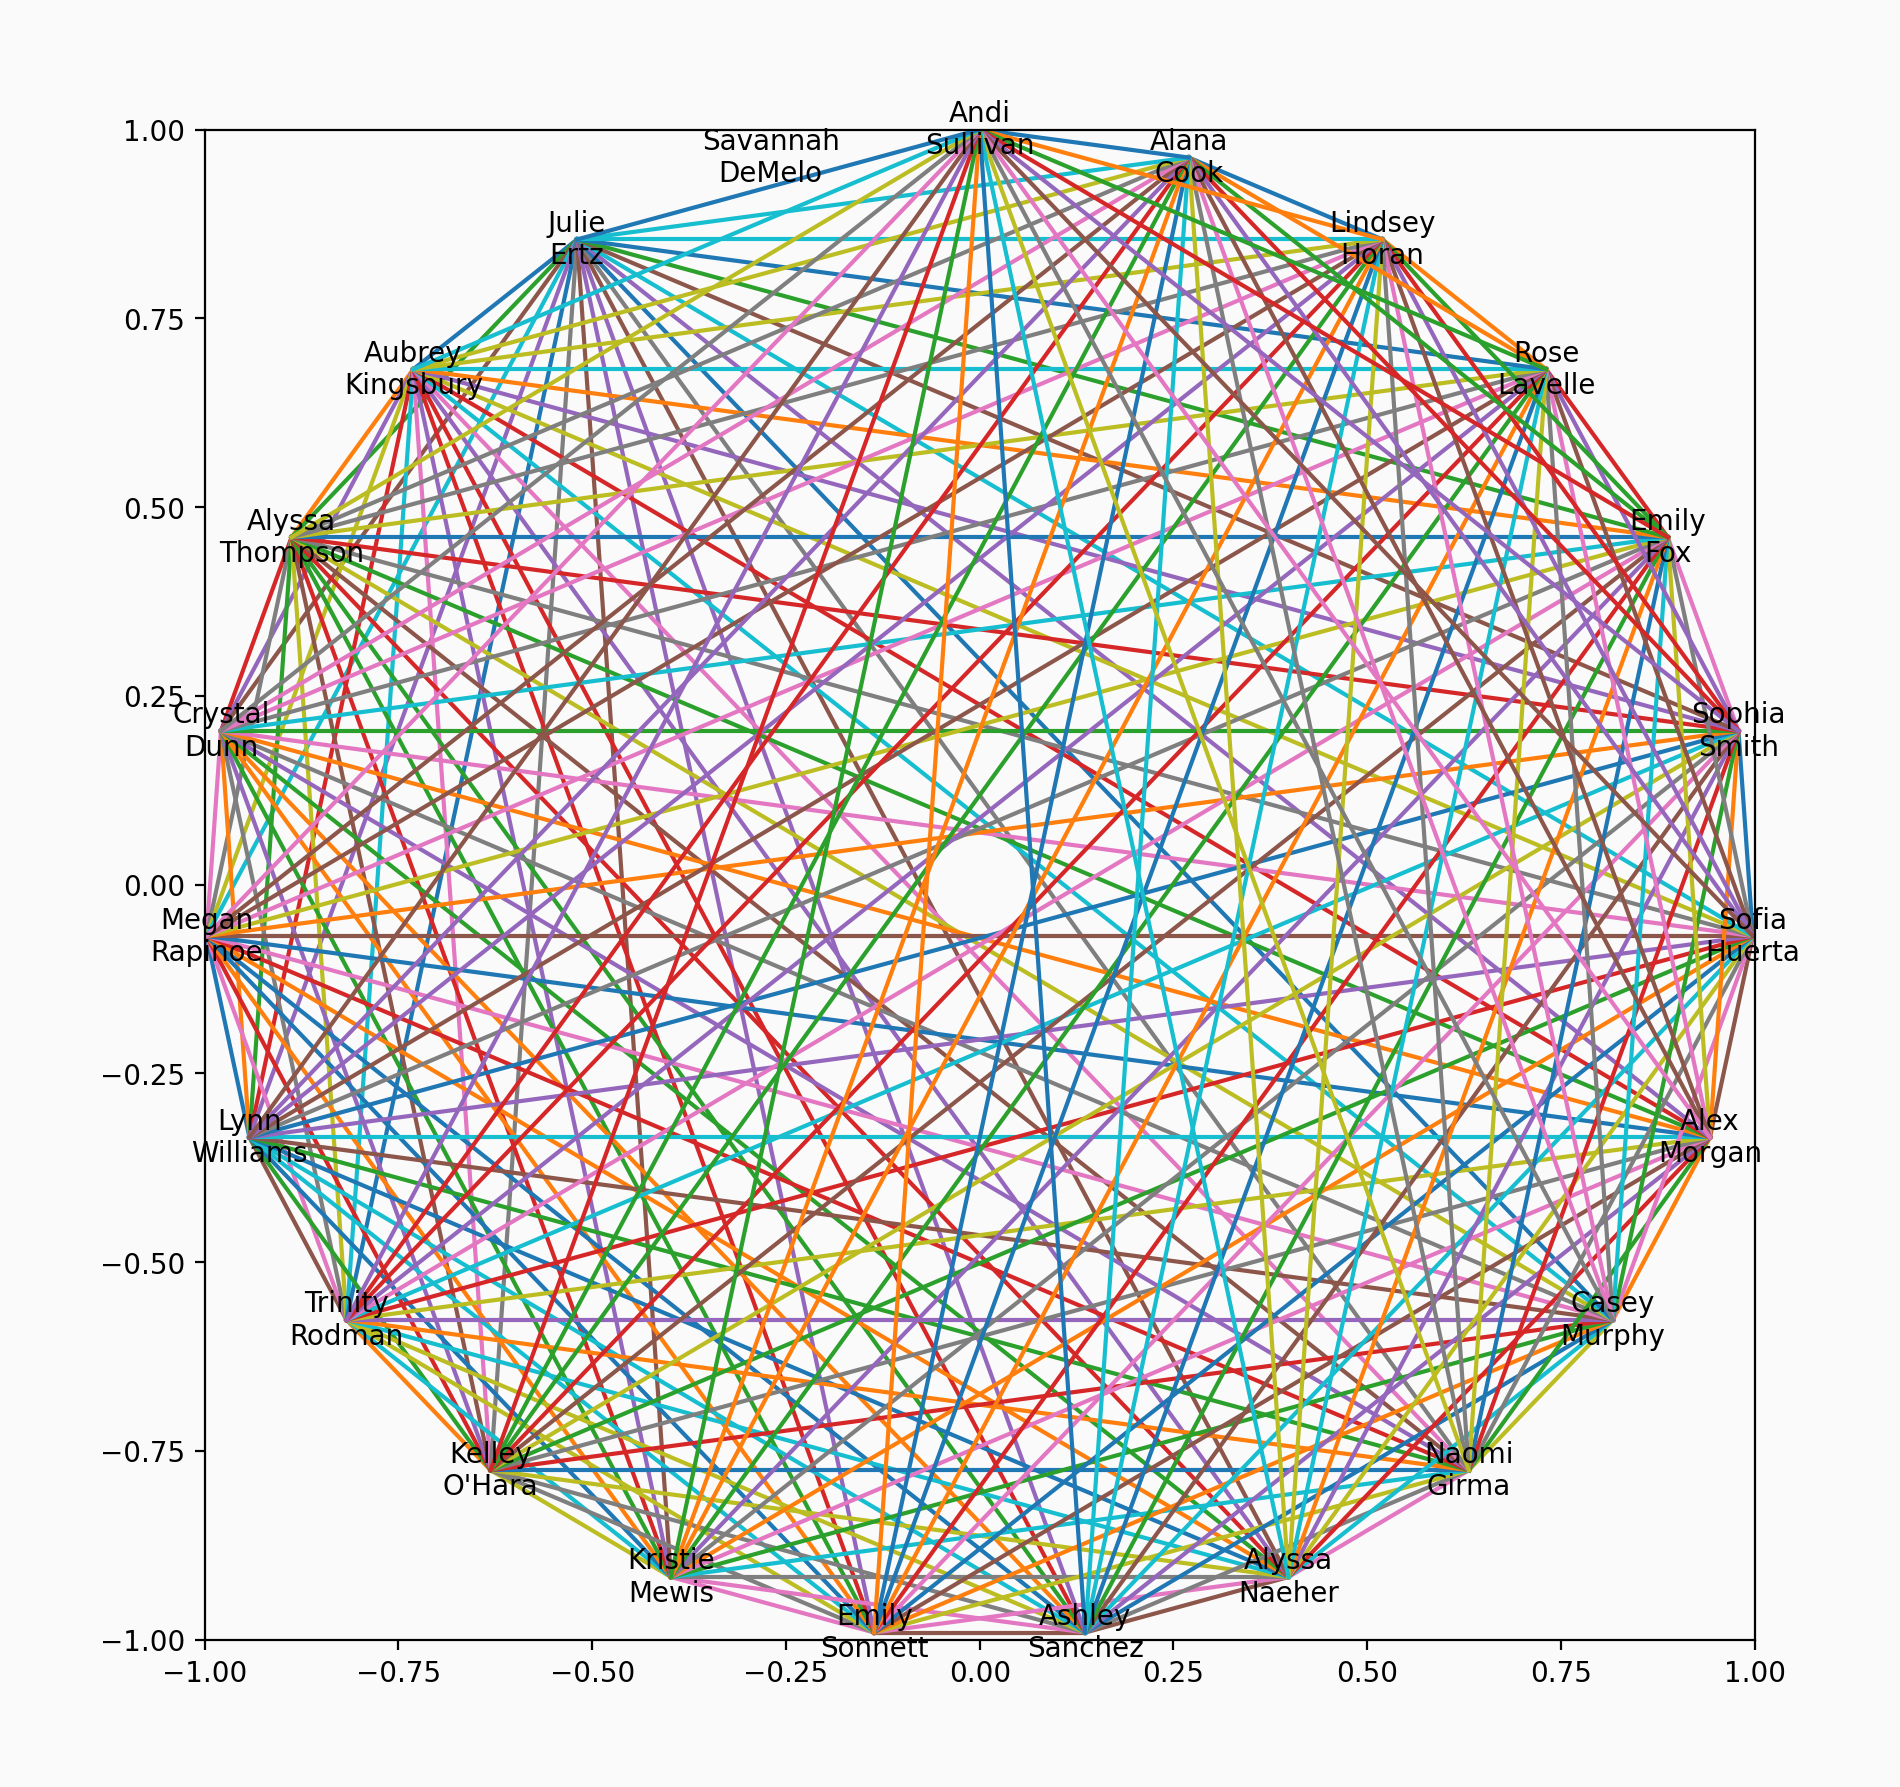 Andi
Sullivan
Savannah
DeMelo
Alana
Cook
Julie
Ertz
Lindsey
Horan
Aubrey
Kingsbury
Rose
Lavelle
Alyssa
Thompson
Emily
Fox
Crystal
Dunn
Sophia
Smith
Megan
Rapinoe
Sofia
Huerta
Lynn
Williams
Alex
Morgan
Trinity
Rodman
Casey
Murphy
Kelley
O'Hara
Naomi
Girma
Kristie
Mewis
Alyssa
Naeher
Emily
Sonnett
Ashley
Sanchez
1.00
0.75
0.50
0.25
0.00
−0.25
−0.50
−0.75
−1.00
−1.00 −0.75 −0.50 −0.25 0.00 0.25 0.50 0.75 1.00